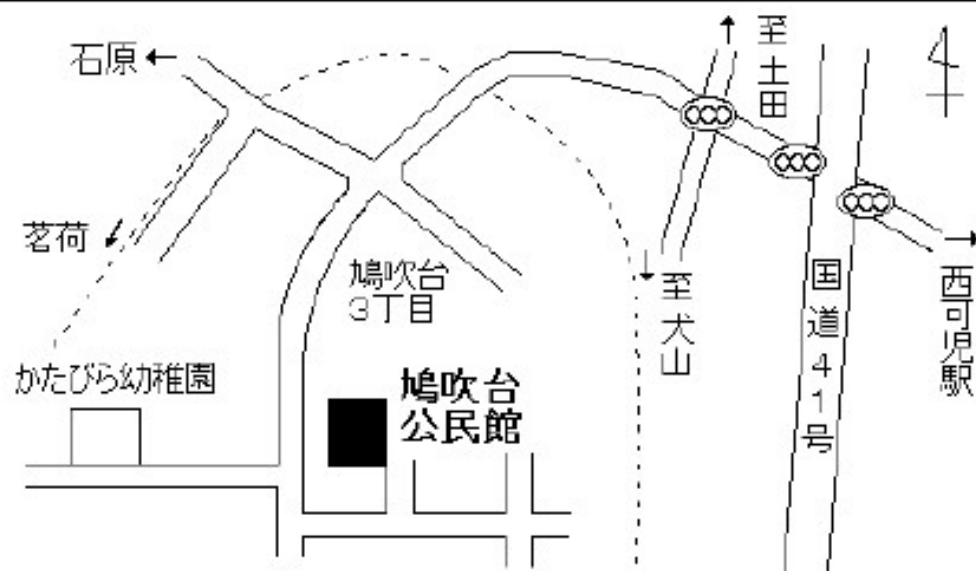 石原
至土田
茗荷
鳩吹台
3丁目
至犬山
国道41号
西可児駅
かたびら幼稚園
鳩吹台
公民館